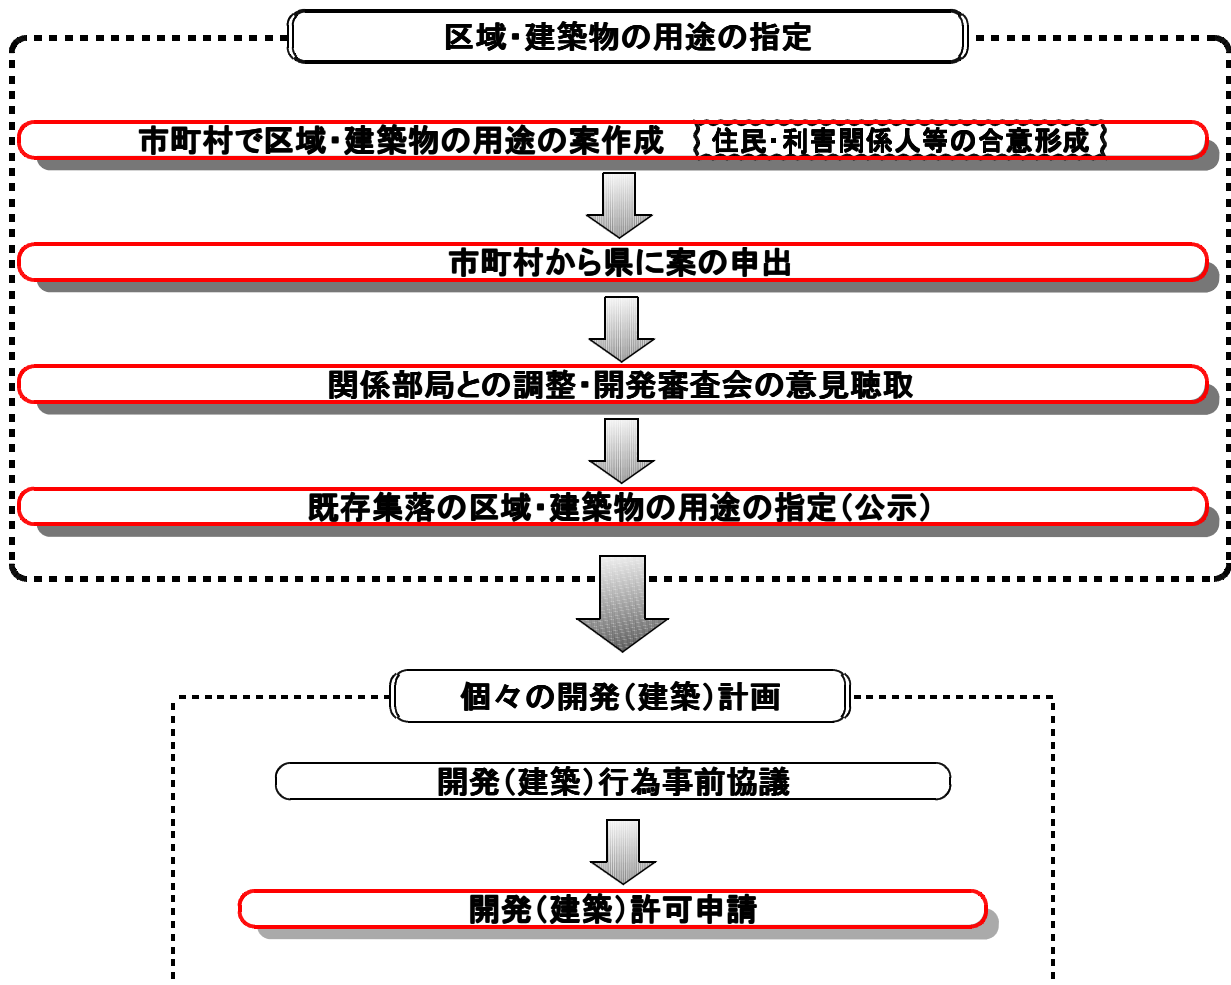 区域・建築物の用途の指定
市町村で区域・建築物の用途の案作成 住民・利害関係人等の合意形成
市町村から県に案の申出
関係部局との調整・開発審査会の意見聴取
既存集落の区域・建築物の用途の指定（公示）
個々の開発（建築）計画
開発（建築）行為事前協議
開発（建築）許可申請